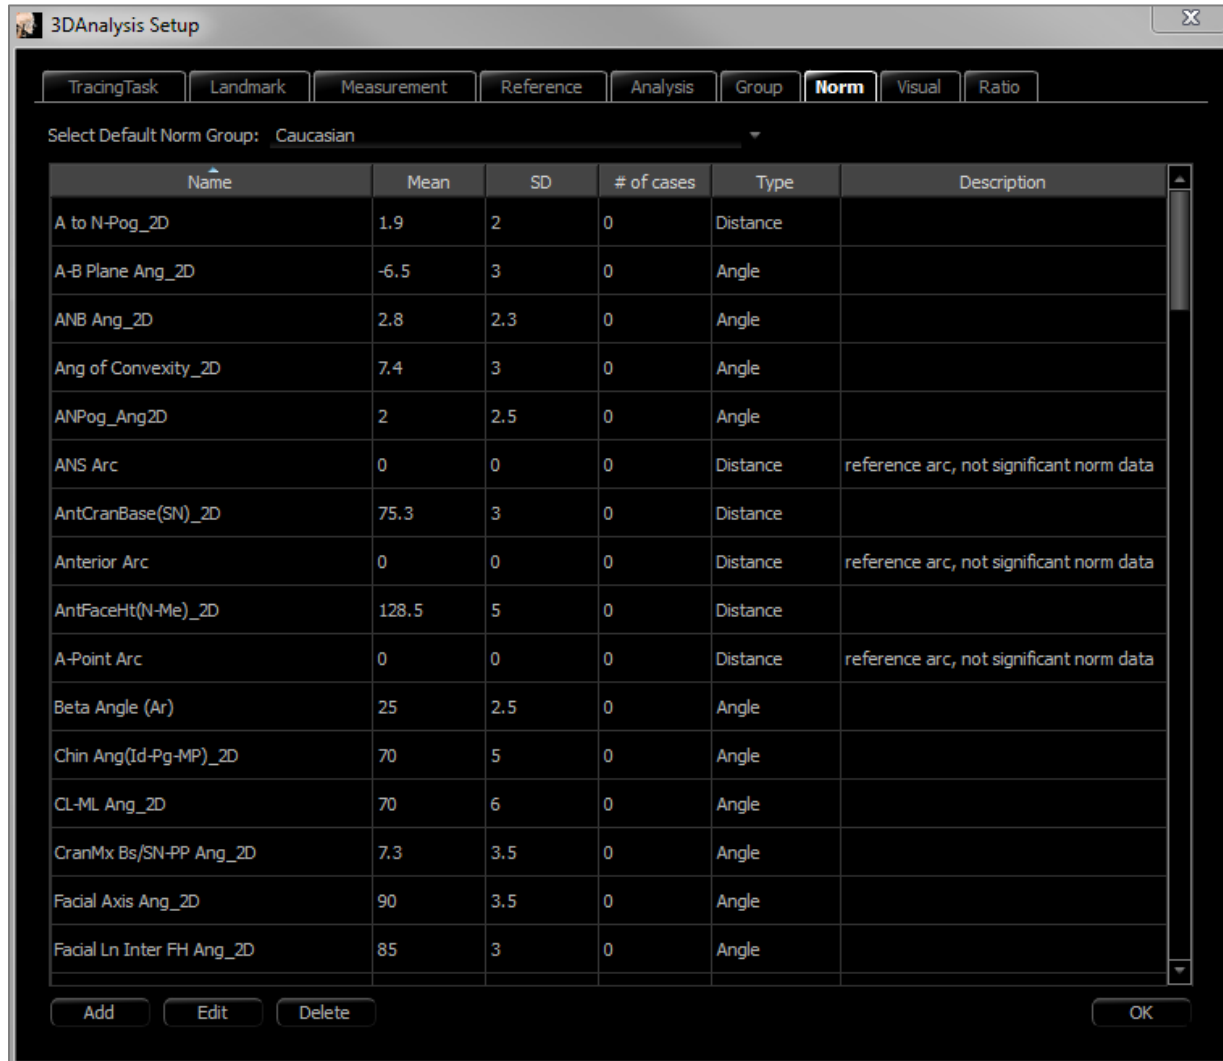 3DAnalysis Setup
TracingTask Landmark Measurement Reference Analysis Group Norm Visual Ratio
Select Default Norm Group: Caucasian
Name Mean SD # of cases Type Description
A to N-Pog_2D 1.9 2 0 Distance
A-B Plane Ang_2D -6.5 3 0 Angle
ANB Ang_2D 2.8 2.3 0 Angle
Ang of Convexity_2D 7.4 3 0 Angle
ANPog_Ang2D 2 2.5 0 Angle
ANS Arc 0 0 0 Distance reference arc, not significant norm data
AntCranBase(SN)_2D 75.3 3 0 Distance
Anterior Arc 0 0 0 Distance reference arc, not significant norm data
AntFaceHt(N-Me)_2D 128.5 5 0 Distance
A-Point Arc 0 0 0 Distance reference arc, not significant norm data
Beta Angle (Ar) 25 2.5 0 Angle
Chin Ang(Id-Pg-MP)_2D 70 5 0 Angle
CL-ML Ang_2D 70 6 0 Angle
CranMx Bs/SN-PP Ang_2D 7.3 3.5 0 Angle
Facial Axis Ang_2D 90 3.5 0 Angle
Facial Ln Inter FH Ang_2D 85 3 0 Angle
Add Edit Delete OK